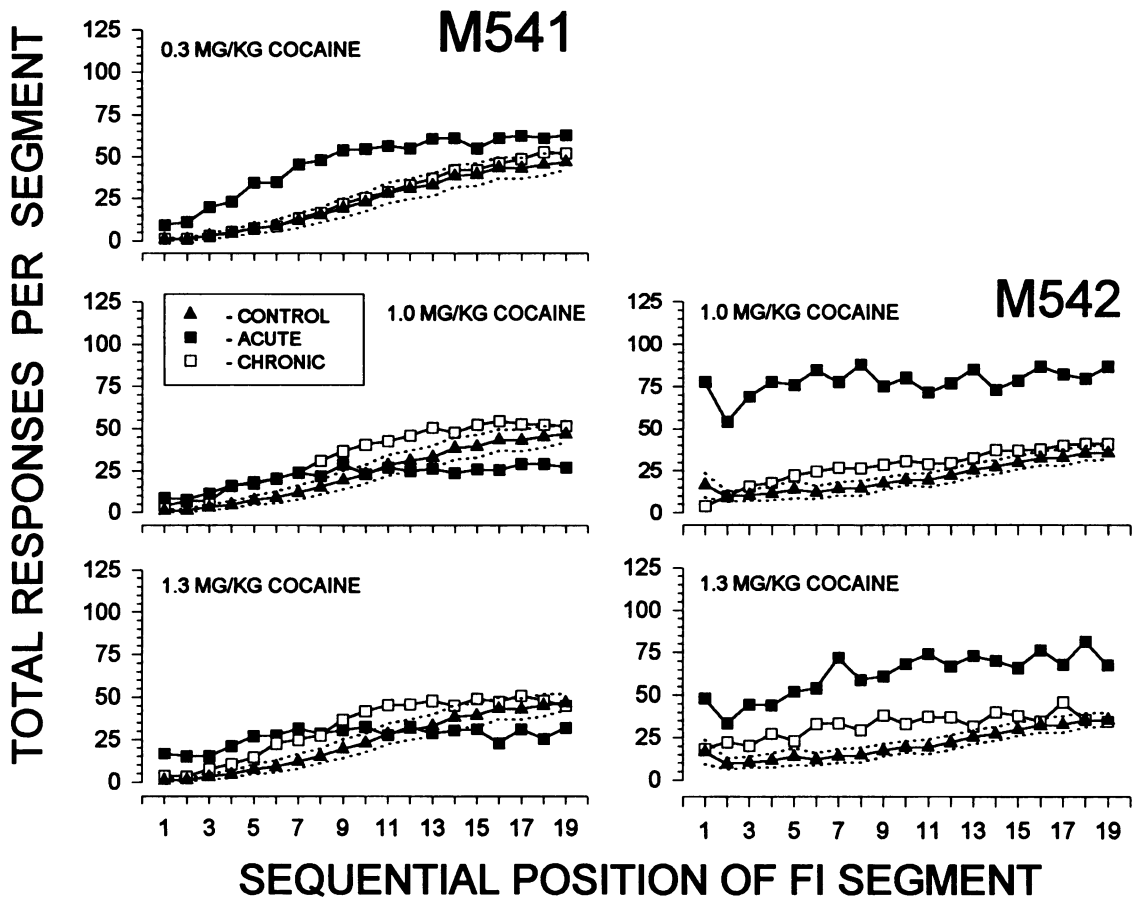 M541
0.3 MG/KG COCAINE
125
100
75
50
25
0
TOTAL RESPONSES PER SEGMENT
125
100
75
50
25
0
- CONTROL
- ACUTE
- CHRONIC
1.0 MG/KG COCAINE
M542
1.0 MG/KG COCAINE
125
100
75
50
25
0
1.3 MG/KG COCAINE
125
100
75
50
25
0
1 3 5 7 9 11 13 15 17 19
1.3 MG/KG COCAINE
125
100
75
50
25
0
1 3 5 7 9 11 13 15 17 19
SEQUENTIAL POSITION OF FI SEGMENT